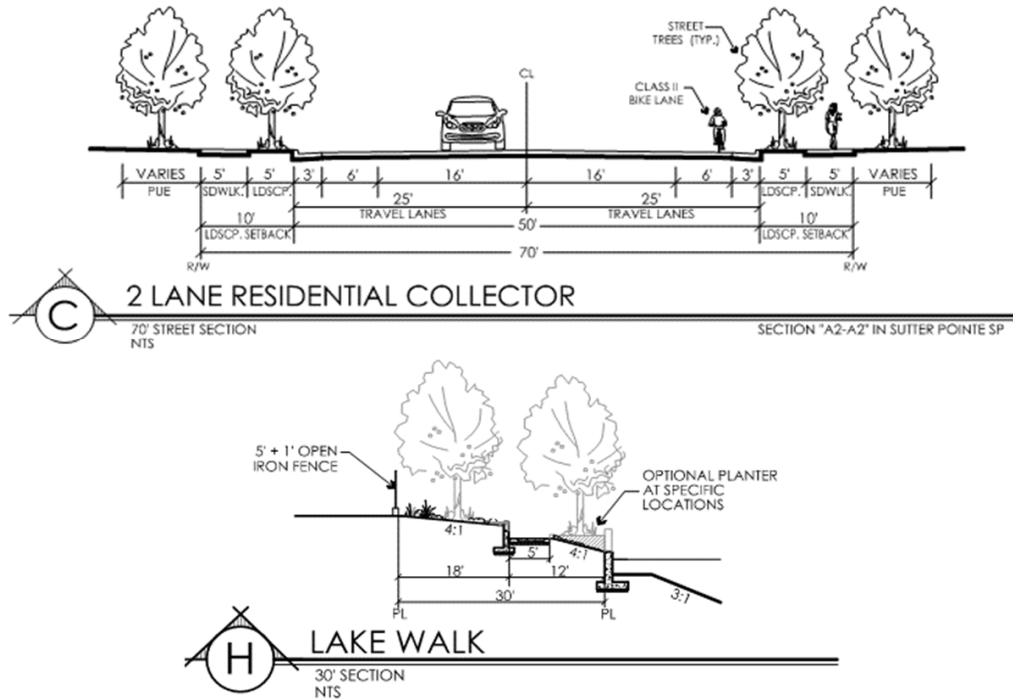 STREET
TREES (TYP.)
CL
CLASS II
BIKE LANE
VARIES 5' 5' 3' 6' 16' 16' 6' 3' 5' 5' VARIES
PUE SDWLK. LDSCP. LDSCP. SDWLK. PUE
25' 25'
TRAVEL LANES TRAVEL LANES
10' 50' 10'
LDSCP. SETBACK LDSCP. SETBACK
70'
R/W R/W
C 2 LANE RESIDENTIAL COLLECTOR
70' STREET SECTION SECTION "A2-A2" IN SUTTER POINTE SP
NTS
5' + 1' OPEN
IRON FENCE
OPTIONAL PLANTER
AT SPECIFIC
LOCATIONS
4:1
5' 4:1
18' 12'
30' 3:1
PL PL
H LAKE WALK
30' SECTION
NTS